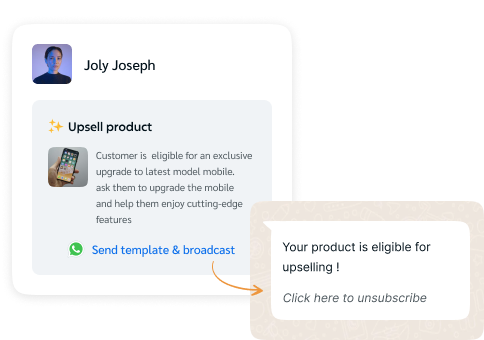 Joly Joseph
Upsell product
Customer is eligible for an exclusive
upgrade to latest model mobile.
ask them to upgrade the mobile
and help them enjoy cutting-edge
features
Send template & broadcast
Your product is eligible for
upselling !
Click here to unsubscribe